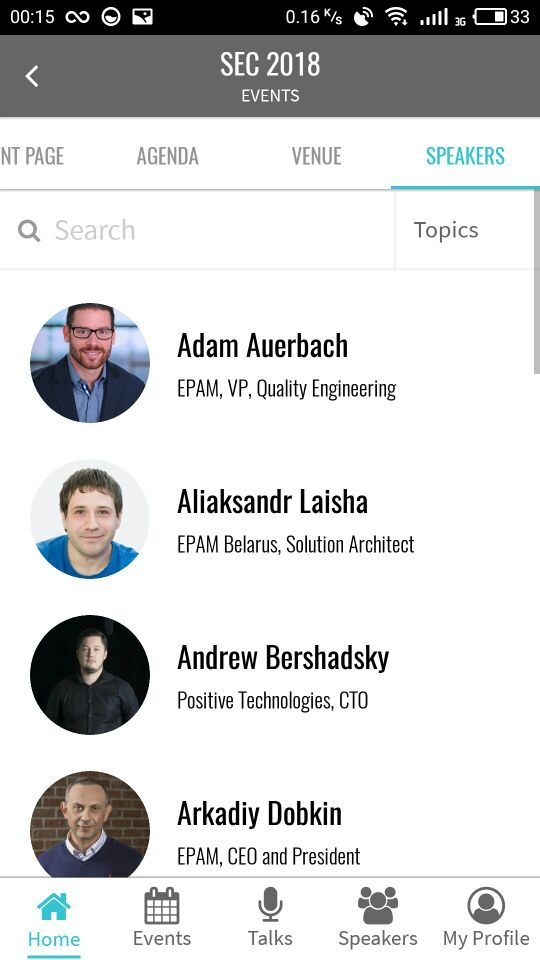 00:15
0.16 K/s
3G
33
SEC 2018
EVENTS
NT PAGE
AGENDA
VENUE
SPEAKERS
Search
Topics
Adam Auerbach
EPAM, VP, Quality Engineering
Aliaksandr Laisha
EPAM Belarus, Solution Architect
Andrew Bershadsky
Positive Technologies, CTO
Arkadiy Dobkin
EPAM, CEO and President
Home
Events
Talks
Speakers
My Profile